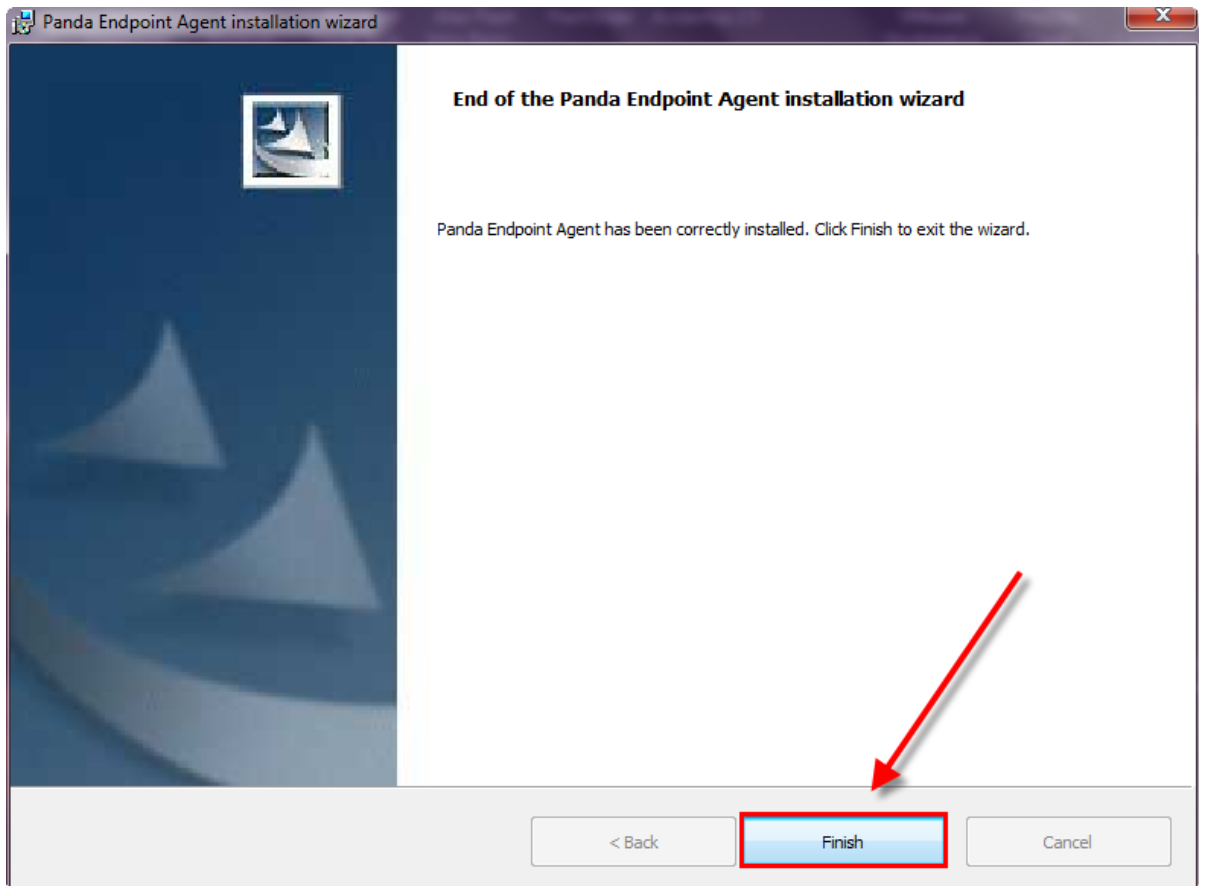 Panda Endpoint Agent installation wizard
End of the Panda Endpoint Agent installation wizard
Panda Endpoint Agent has been correctly installed. Click Finish to exit the wizard.
< Back
Finish
Cancel